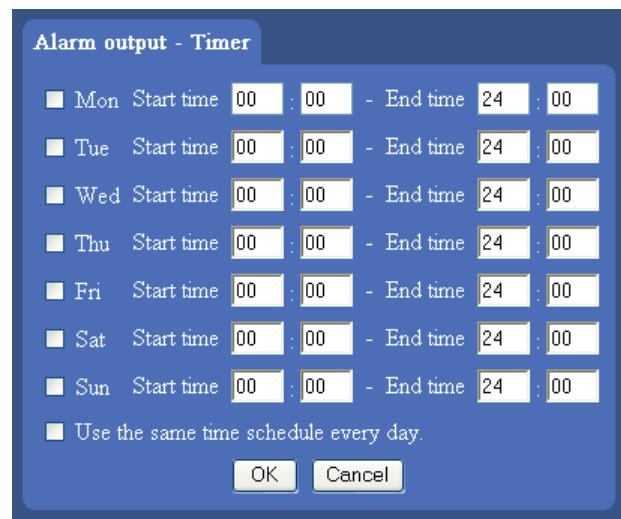 Alarm output - Timer
Mon Start time 00 : 00 - End time 24 : 00
Tue Start time 00 : 00 - End time 24 : 00
Wed Start time 00 : 00 - End time 24 : 00
Thu Start time 00 : 00 - End time 24 : 00
Fri Start time 00 : 00 - End time 24 : 00
Sat Start time 00 : 00 - End time 24 : 00
Sun Start time 00 : 00 - End time 24 : 00
Use the same time schedule every day.
OK Cancel